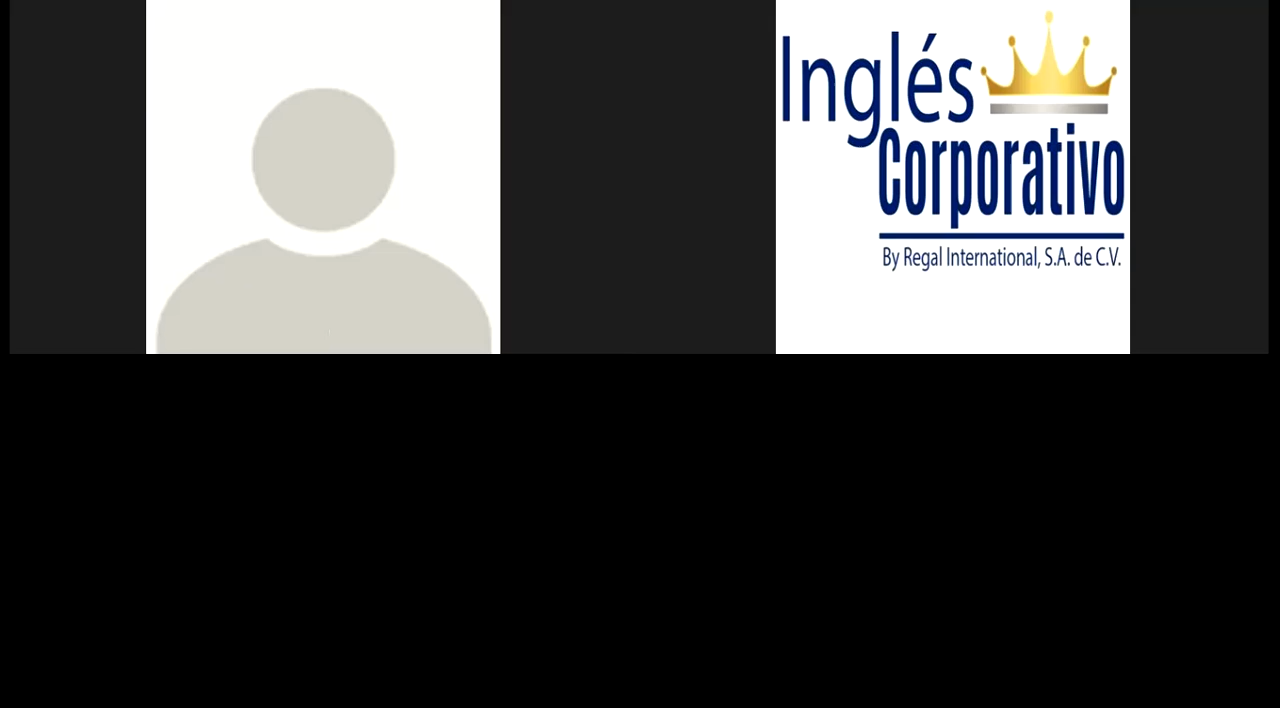 Inglés
Corporativo
By Regal International, S.A. de C.V.